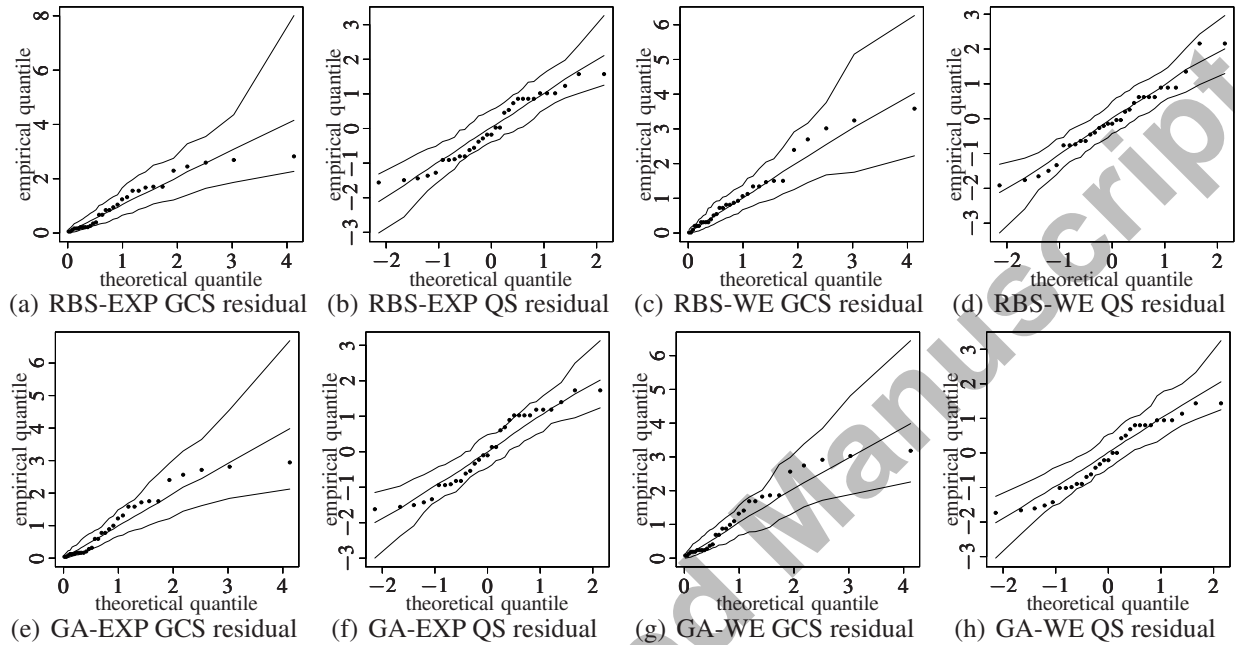 8
6
4
2
0
empirical quantile
0 1 2 3 4
theoretical quantile
(a) RBS-EXP GCS residual
3
2
1
0
−1
−2
−3
empirical quantile
−2 −1 0 1 2
theoretical quantile
(b) RBS-EXP QS residual
6
5
4
3
2
1
0
empirical quantile
0 1 2 3 4
theoretical quantile
(c) RBS-WE GCS residual
3
2
1
0
−1
−2
−3
empirical quantile
−2 −1 0 1 2
theoretical quantile
(d) RBS-WE QS residual
6
5
4
3
2
1
0
empirical quantile
0 1 2 3 4
theoretical quantile
(e) GA-EXP GCS residual
3
2
1
0
−1
−2
−3
empirical quantile
−2 −1 0 1 2
theoretical quantile
(f) GA-EXP QS residual
6
5
4
3
2
1
0
empirical quantile
0 1 2 3 4
theoretical quantile
(g) GA-WE GCS residual
3
2
1
0
−1
−2
−3
empirical quantile
−2 −1 0 1 2
theoretical quantile
(h) GA-WE QS residual
Manuscript